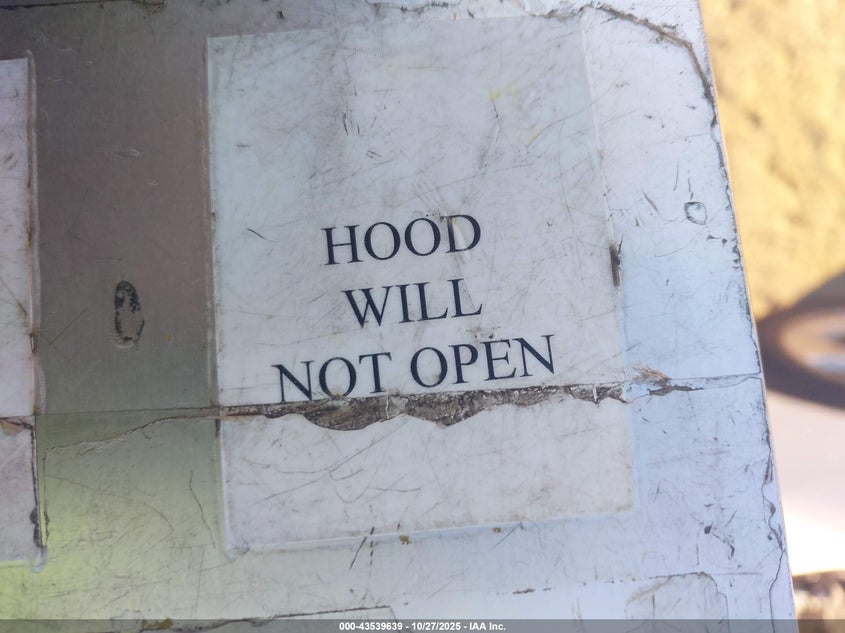 HOOD
WILL
NOT OPEN
000-43539639 - 10/27/2025 - IAA Inc.